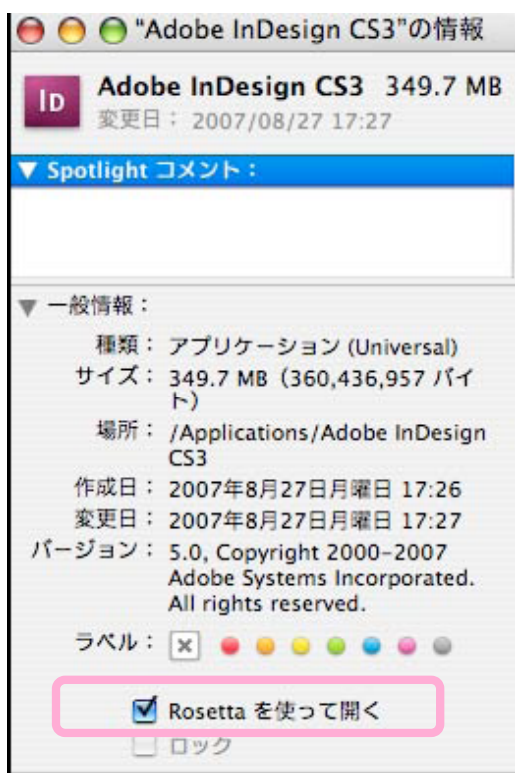 "Adobe InDesign CS3"の情報
ID
Adobe InDesign CS3 349.7 MB
変更日： 2007/08/27 17:27
▼ Spotlight コメント：
▼ 一般情報：
種類： アプリケーション (Universal)
サイズ： 349.7 MB（360,436,957 バイ
ト）
場所： /Applications/Adobe InDesign
CS3
作成日： 2007年8月27日月曜日 17:26
変更日： 2007年8月27日月曜日 17:27
バージョン： 5.0, Copyright 2000-2007
Adobe Systems Incorporated.
All rights reserved.
ラベル：
Rosetta を使って開く
ロック